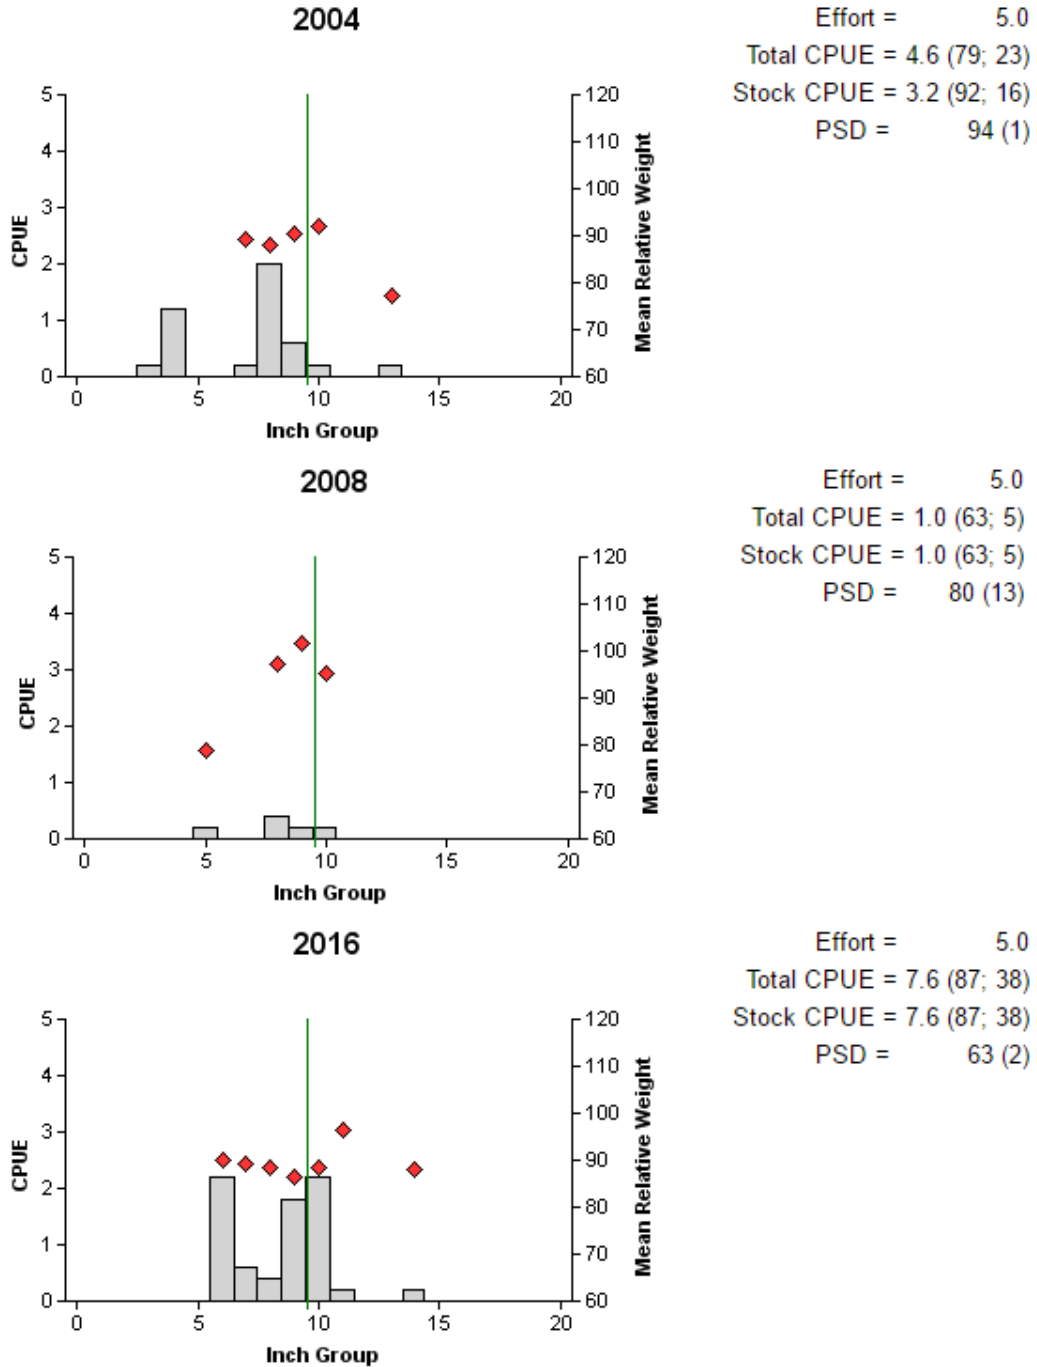 2004
Effort = 5.0
Total CPUE = 4.6 (79; 23)
Stock CPUE = 3.2 (92; 16)
PSD = 94 (1)
5
4
3
2
1
0
CPUE
120
110
100
90
80
70
60
Mean Relative Weight
0 5 10 15 20
Inch Group
2008
Effort = 5.0
Total CPUE = 1.0 (63; 5)
Stock CPUE = 1.0 (63; 5)
PSD = 80 (13)
5
4
3
2
1
0
CPUE
120
110
100
90
80
70
60
Mean Relative Weight
0 5 10 15 20
Inch Group
2016
Effort = 5.0
Total CPUE = 7.6 (87; 38)
Stock CPUE = 7.6 (87; 38)
PSD = 63 (2)
5
4
3
2
1
0
CPUE
120
110
100
90
80
70
60
Mean Relative Weight
0 5 10 15 20
Inch Group